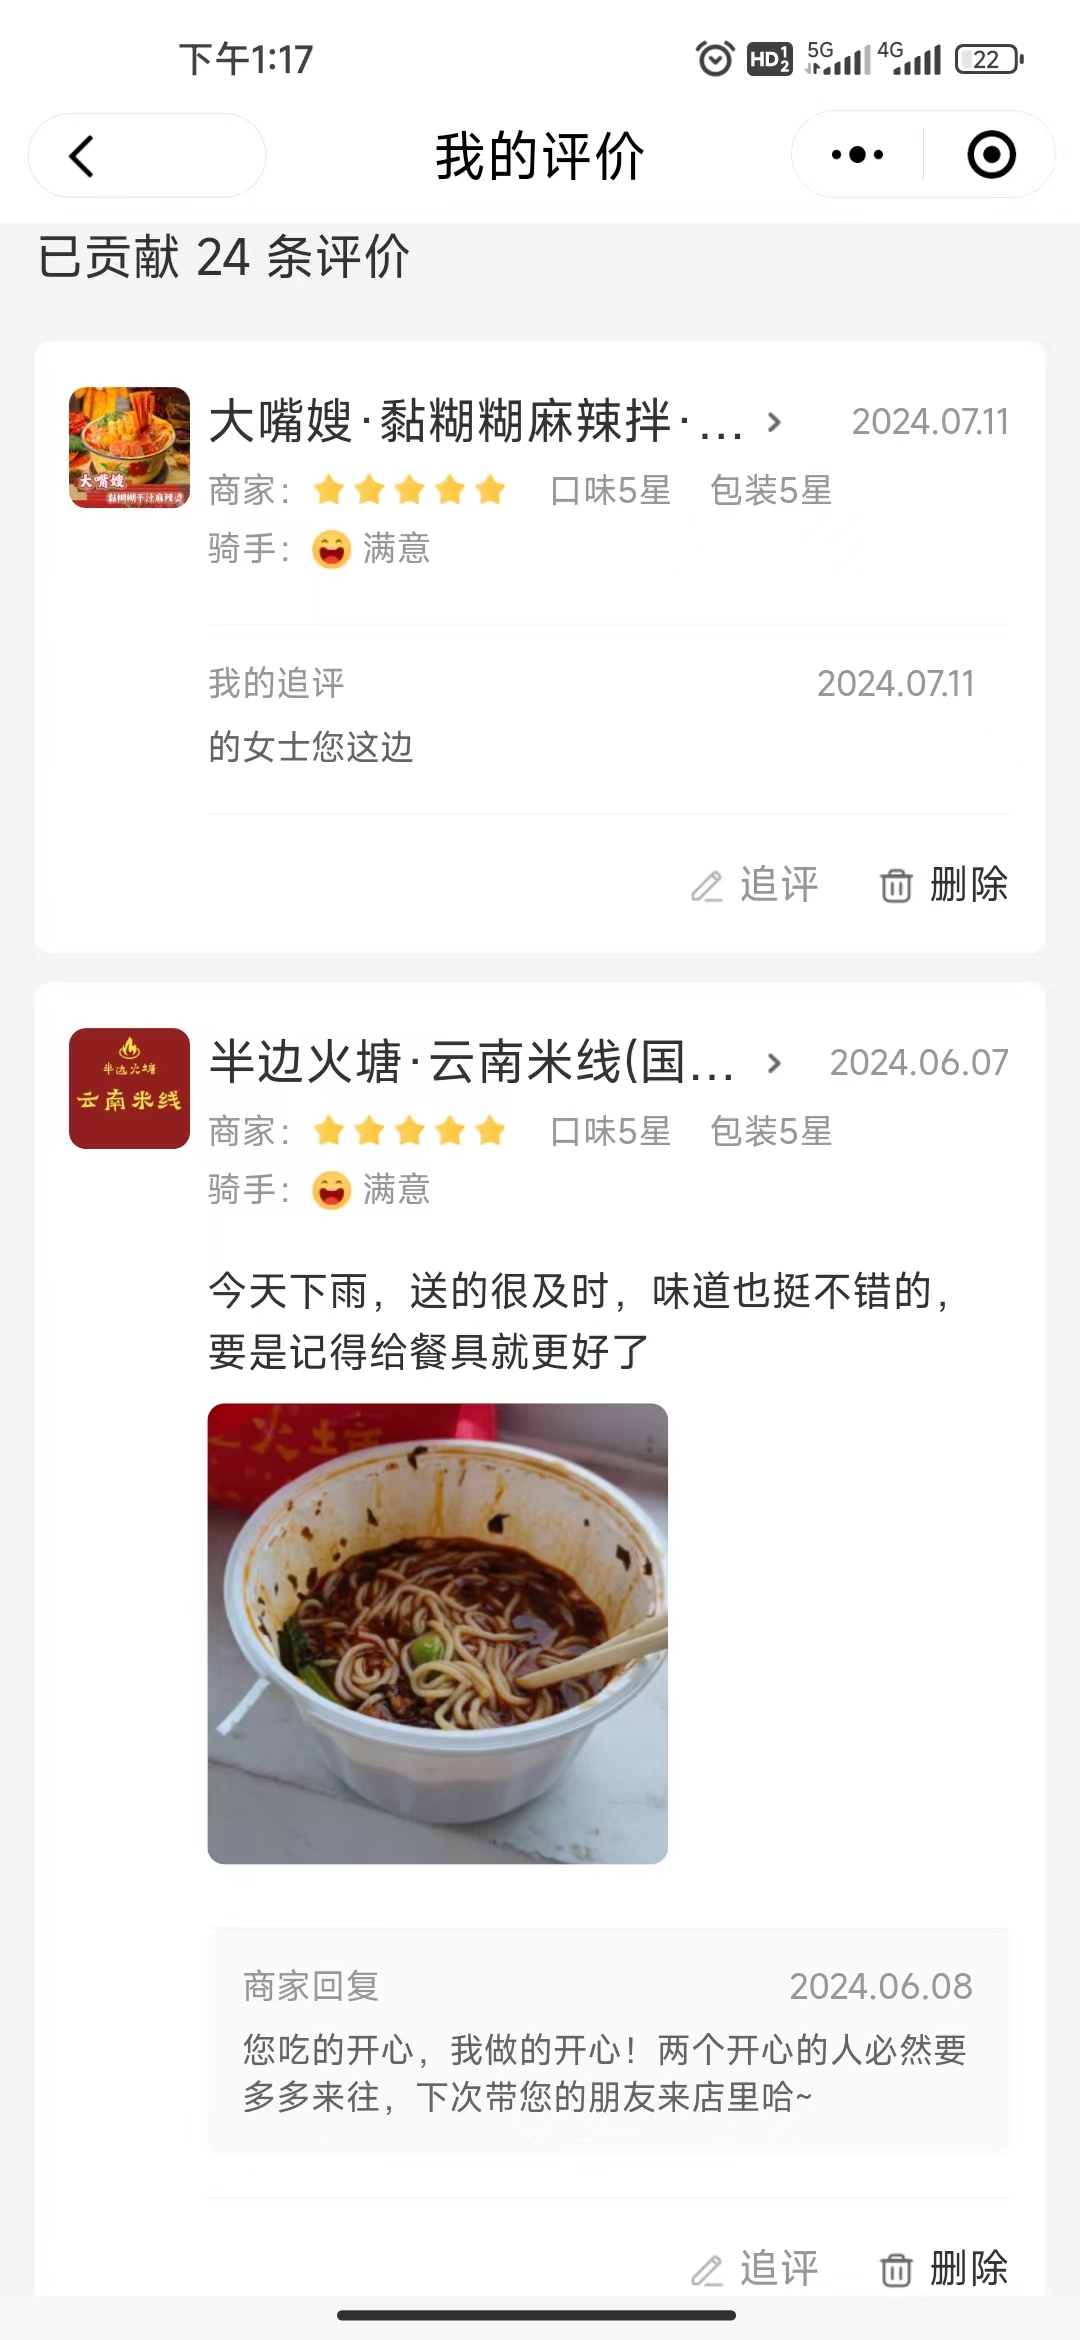 下午1:17
HD 1 2
5G
4G
22
我的评价
已贡献 24 条评价
大嘴嫂·黏糊糊麻辣拌·...
2024.07.11
大嘴嫂
黏糊糊干汁麻辣烫
商家：
口味5星
包装5星
骑手：
满意
我的追评
2024.07.11
的女士您这边
追评
删除
半边火塘·云南米线(国...
2024.06.07
半边火塘
云南米线
商家：
口味5星
包装5星
骑手：
满意
今天下雨，送的很及时，味道也挺不错的，
要是记得给餐具就更好了
商家回复
2024.06.08
您吃的开心，我做的开心！两个开心的人必然要
多多来往，下次带您的朋友来店里哈~
追评
删除